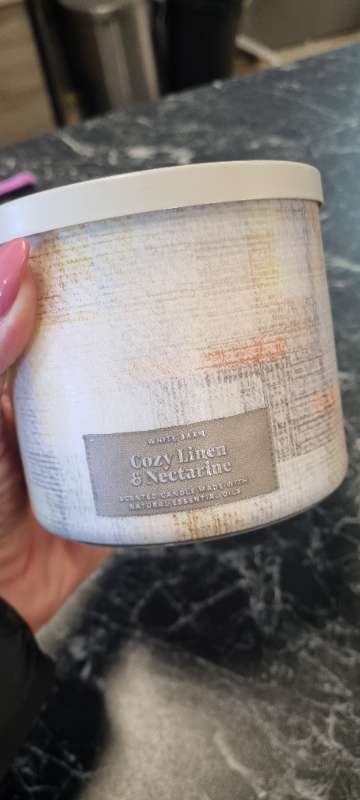 WHITE BARN
Cozy Linen
& Nectarine
SCENTED CANDLE MADE WITH
NATURAL ESSENTIAL OILS